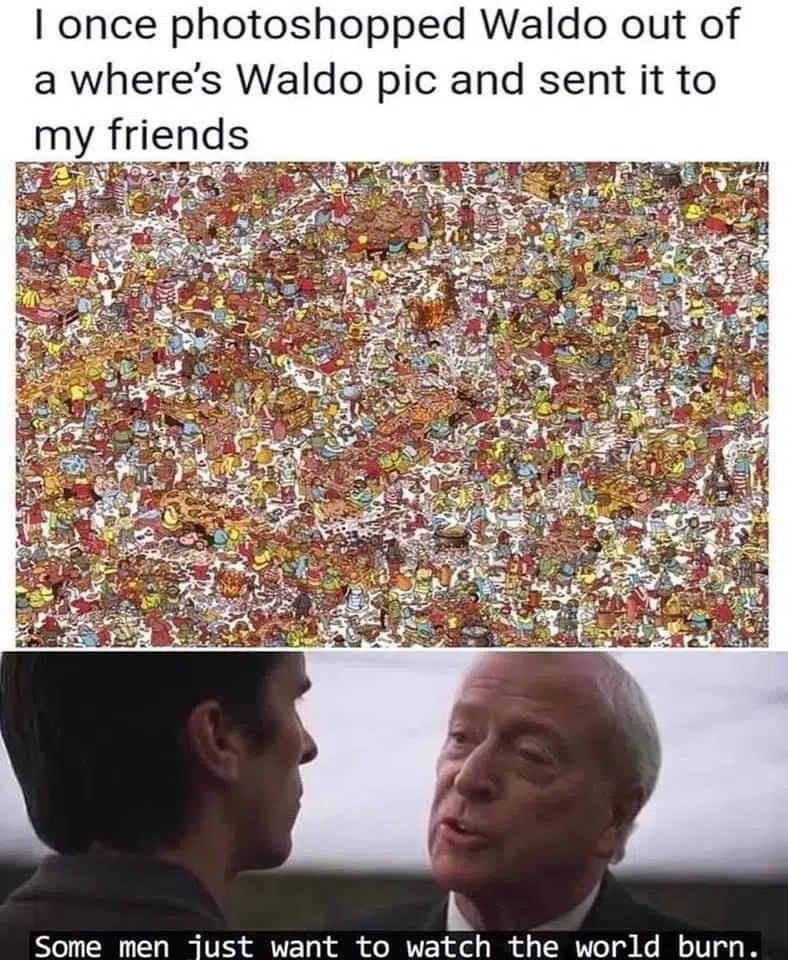 I once photoshopped Waldo out of
a where's Waldo pic and sent it to
my friends
Some men just want to watch the world burn.